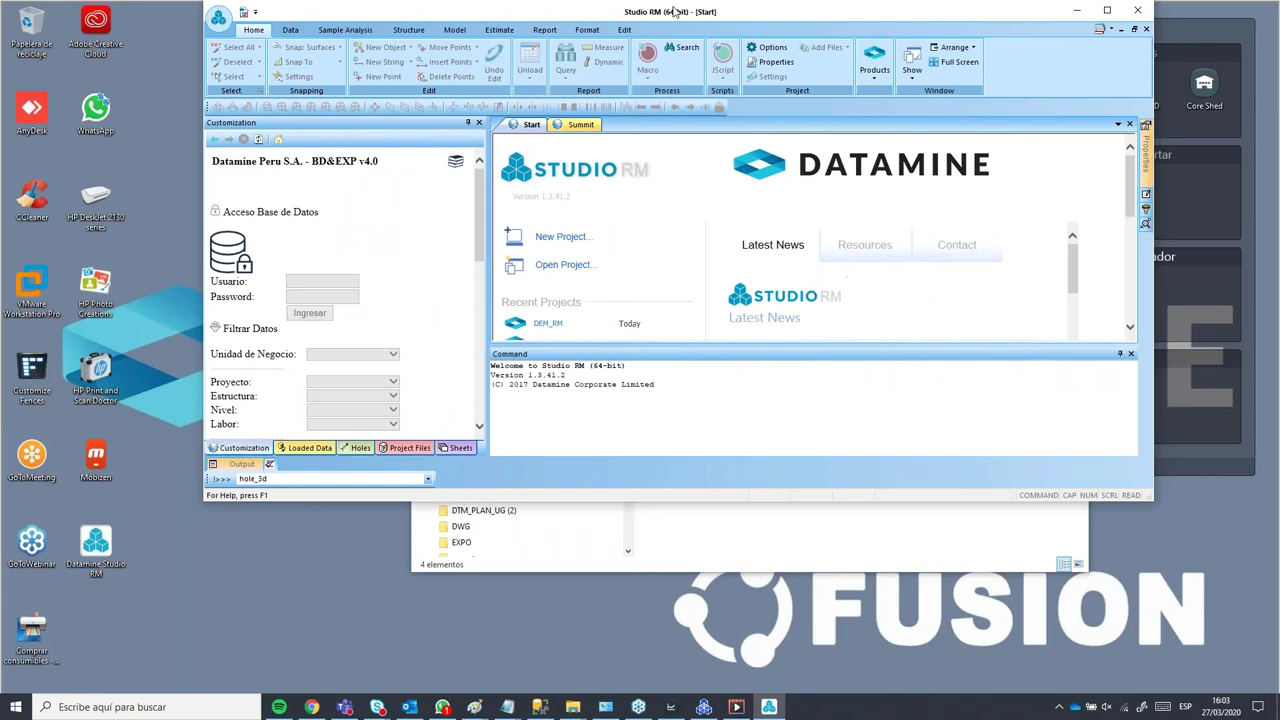 Studio RM (64-bit) - [Start]
Home Data Sample Analysis Structure Model Estimate Report Format Edit
Select All Snap: Surfaces New Object Move Points Measure Search Options Add Files Arrange
Deselect Snap To New String Insert Points Dynamic Properties Full Screen
Select Settings New Point Delete Points Undo Edit Unload Query Macro JScript Settings Products Show
Select Snapping Edit Report Process Scripts Project Window
Customization
Start Summit
Properties
Datamine Peru S.A. - BD&EXP v4.0
Acceso Base de Datos
Usuario:
Password:
Ingresar
Filtrar Datos
Unidad de Negocio:
Proyecto:
Estructura:
Nivel:
Labor:
STUDIO RM
Version 1.3.41.2
DATAMINE
New Project...
Open Project...
Recent Projects
DEM_RM Today
Latest News Resources Contact
STUDIO RM
Latest News
Command
Welcome to Studio RM (64-bit)
Version 1.3.41.2
(C) 2017 Datamine Corporate Limited
Customization Loaded Data Holes Project Files Sheets
Output
!>>> hole_3d
For Help, press F1
COMMAND CAP NUM SCRL READ
DTM_PLAN_UG (2)
DWG
EXPO
4 elementos
Papelera de reciclaje
Adobe Creative Cloud
AnyDesk
WhatsApp
CCleaner
HP DeskJet 2130 series
VMware Workstation Pro
HP Photo Creations
Customize Fences
HP Print and Scan Doctor
GoToMeeting
Mobizen
GoToWebinar
Datamine Studio RM
Comprar consumibles -...
Core Shed
FUSION
Escribe aquí para buscar
ESP
16:03
27/03/2020